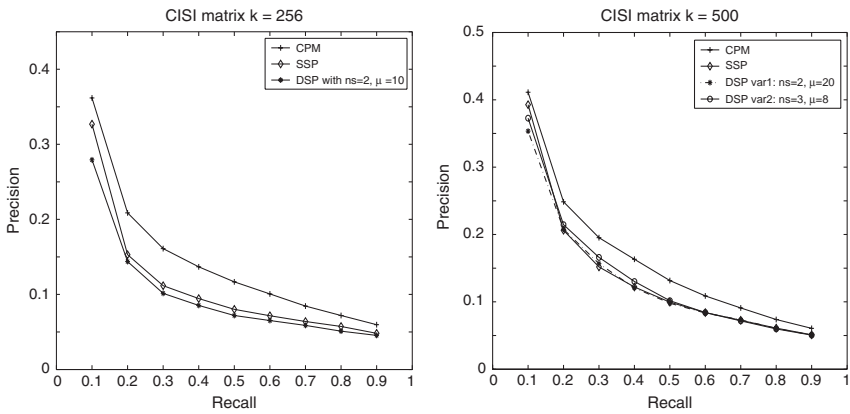 CISI matrix k = 256
CPM
SSP
DSP with ns=2, μ =10
0.4
0.3
0.2
0.1
0
Precision
0 0.1 0.2 0.3 0.4 0.5 0.6 0.7 0.8 0.9 1
Recall
CISI matrix k = 500
CPM
SSP
DSP var1: ns=2, μ=20
DSP var2: ns=3, μ=8
0.5
0.4
0.3
0.2
0.1
0
Precision
0 0.1 0.2 0.3 0.4 0.5 0.6 0.7 0.8 0.9 1
Recall